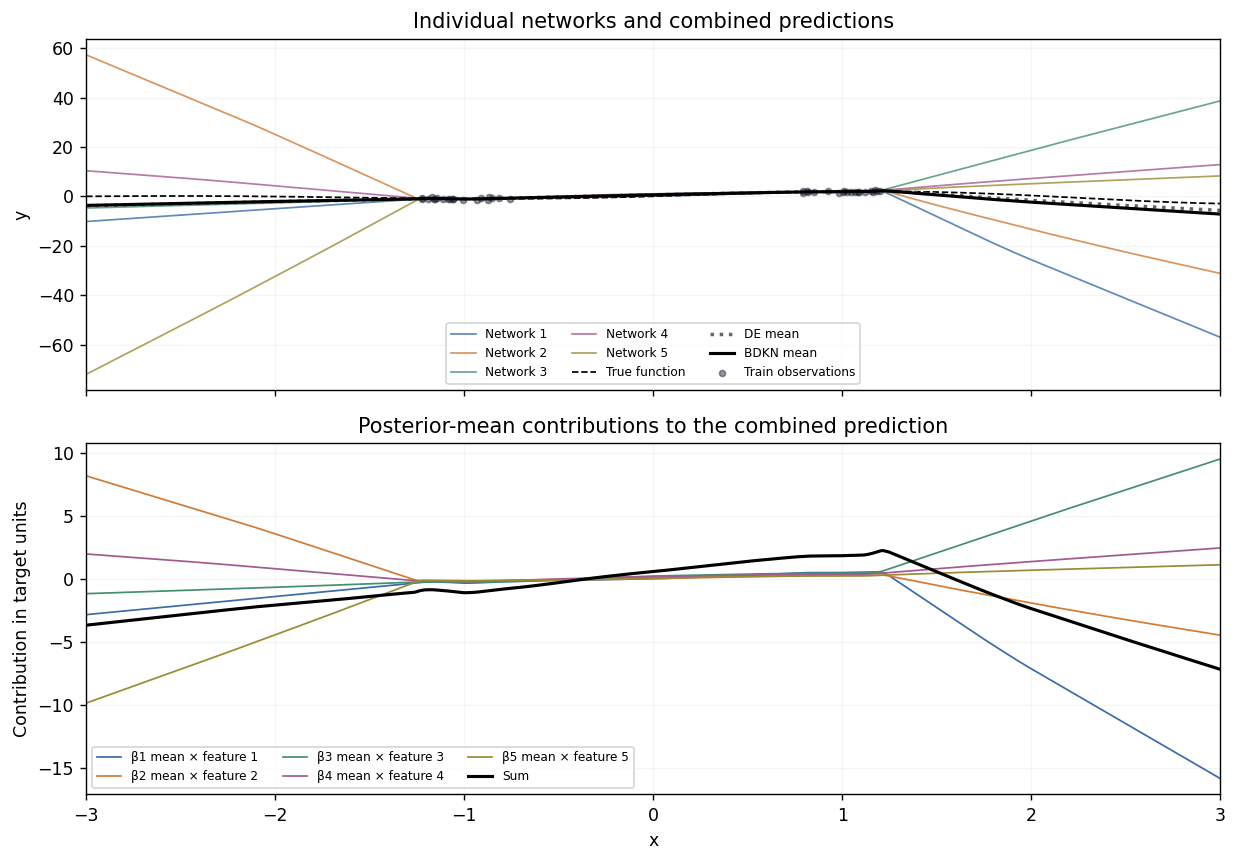 Individual networks and combined predictions
60
40
20
0
−20
−40
−60
y
Network 1
Network 2
Network 3
Network 4
Network 5
True function
DE mean
BDKN mean
Train observations
Posterior-mean contributions to the combined prediction
10
5
0
−5
−10
−15
Contribution in target units
β1 mean × feature 1
β2 mean × feature 2
β3 mean × feature 3
β4 mean × feature 4
β5 mean × feature 5
Sum
−3
−2
−1
0
1
2
3
x